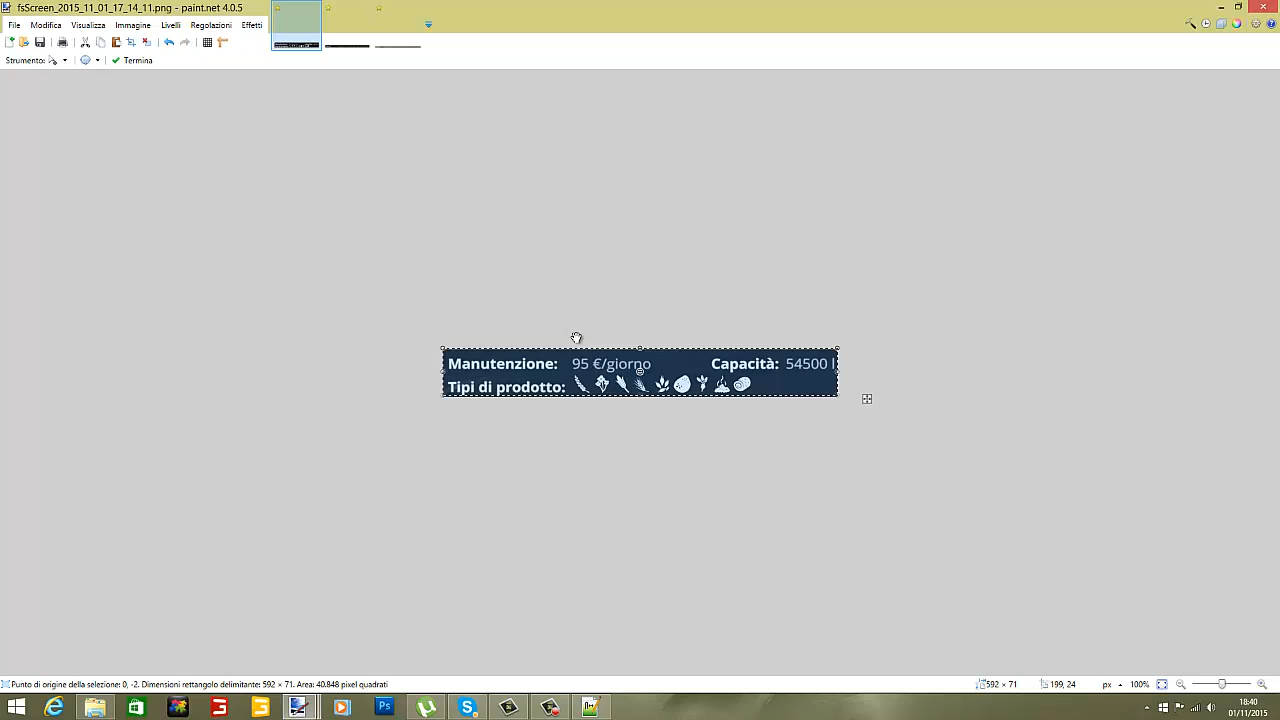 fsScreen_2015_11_01_17_14_11.png - paint.net 4.0.5
File Modifica Visualizza Immagine Livelli Regolazioni Effetti
Strumento: Termina
Manutenzione: 95 €/giorno Capacità: 54500 l
Tipi di prodotto:
Punto di origine della selezione: 0, -2. Dimensioni rettangolo delimitante: 592 × 71. Area: 40.848 pixel quadrati 592 × 71 199, 24 px 100%
18:40
01/11/2015